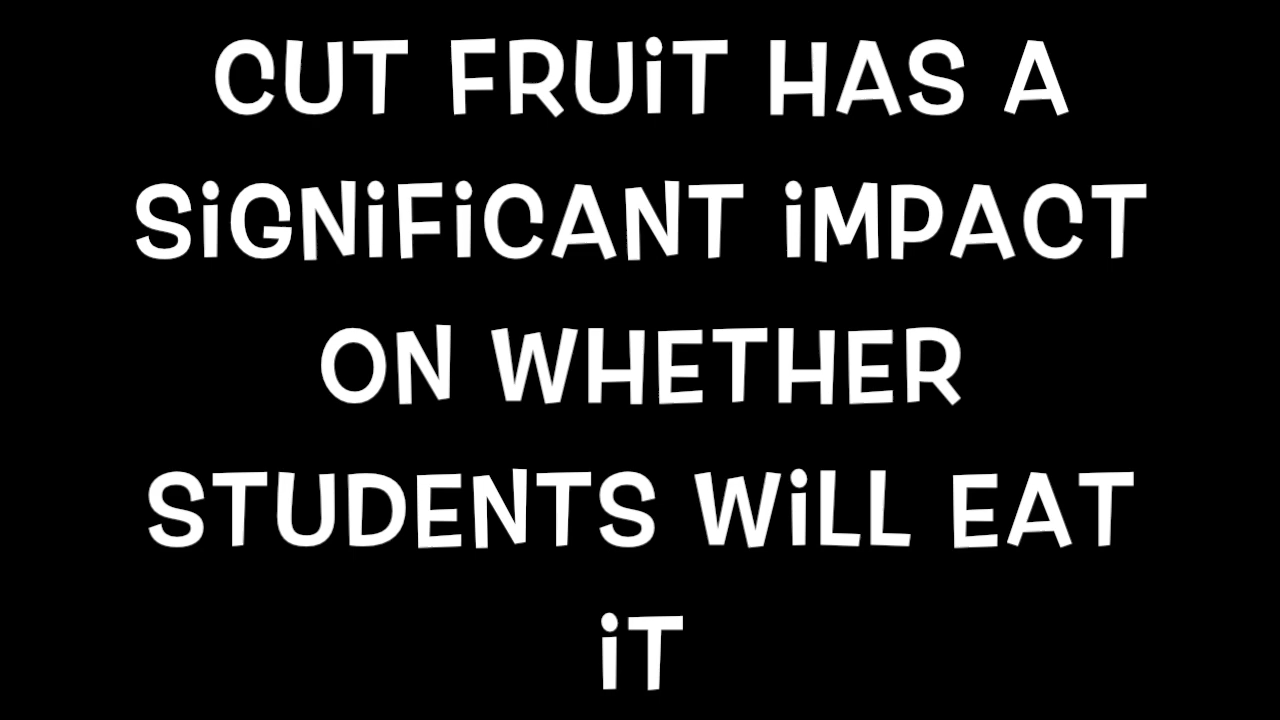 CUT FRUiT HAS A
SiGNiFiCANT iMPACT
ON WHETHER
STUDENTS WiLL EAT
iT